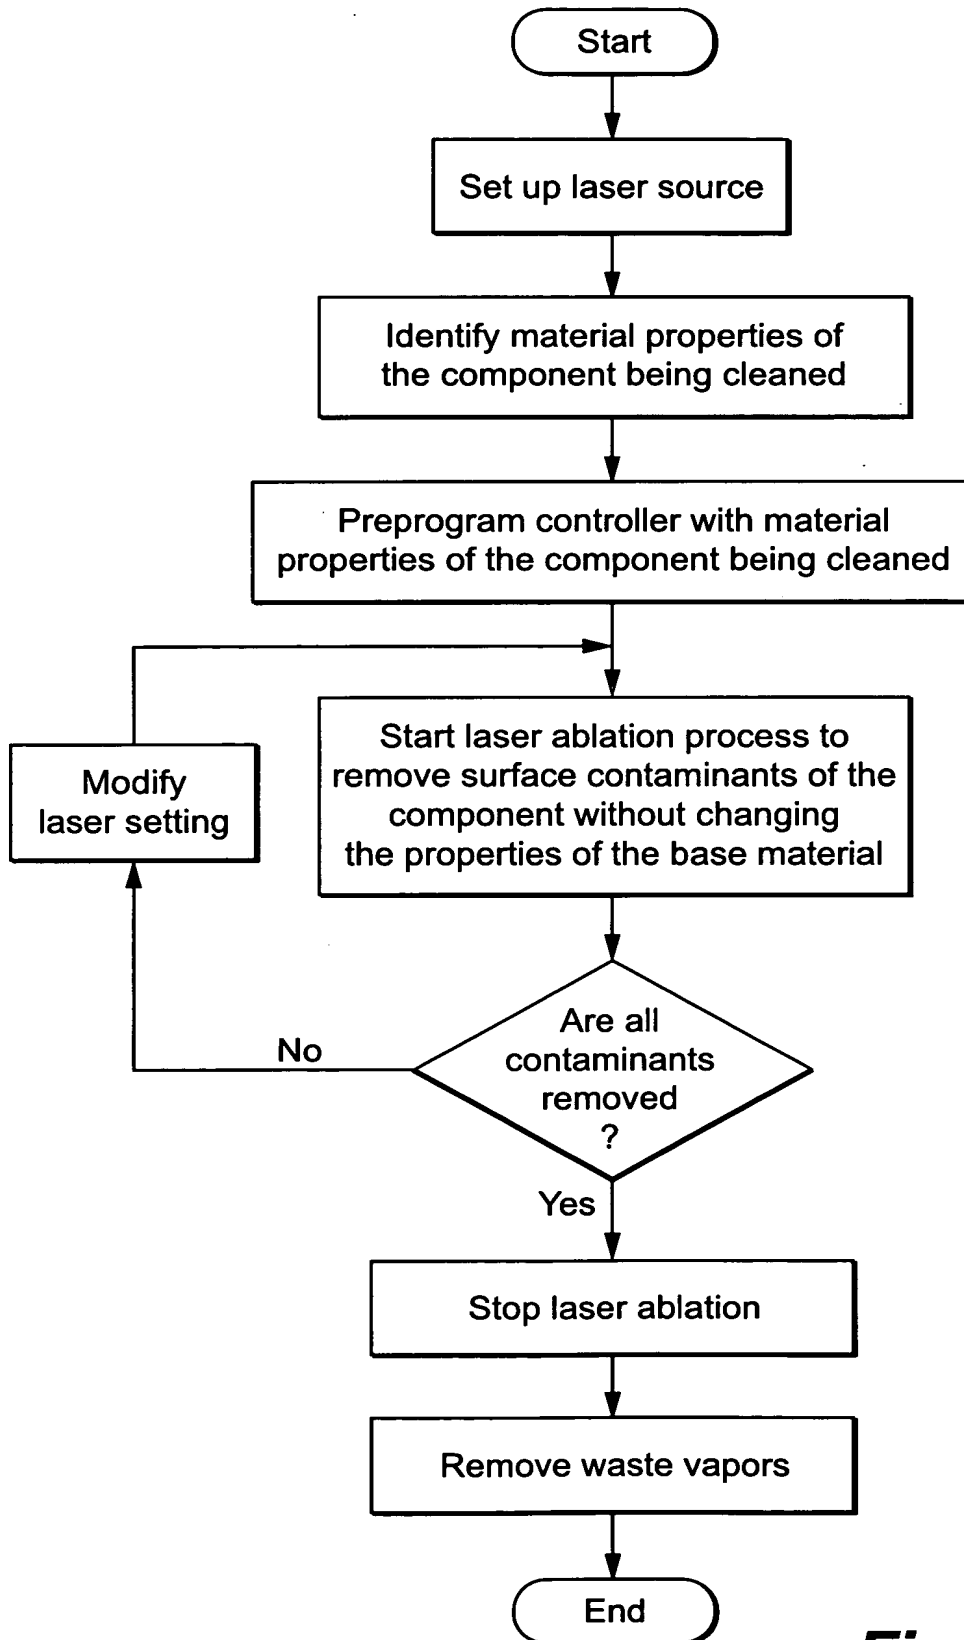 Start
Set up laser source
Identify material properties of
the component being cleaned
Preprogram controller with material
properties of the component being cleaned
Start laser ablation process to
remove surface contaminants of the
component without changing
the properties of the base material
Modify
laser setting
Are all
contaminants
removed
?
No
Yes
Stop laser ablation
Remove waste vapors
End